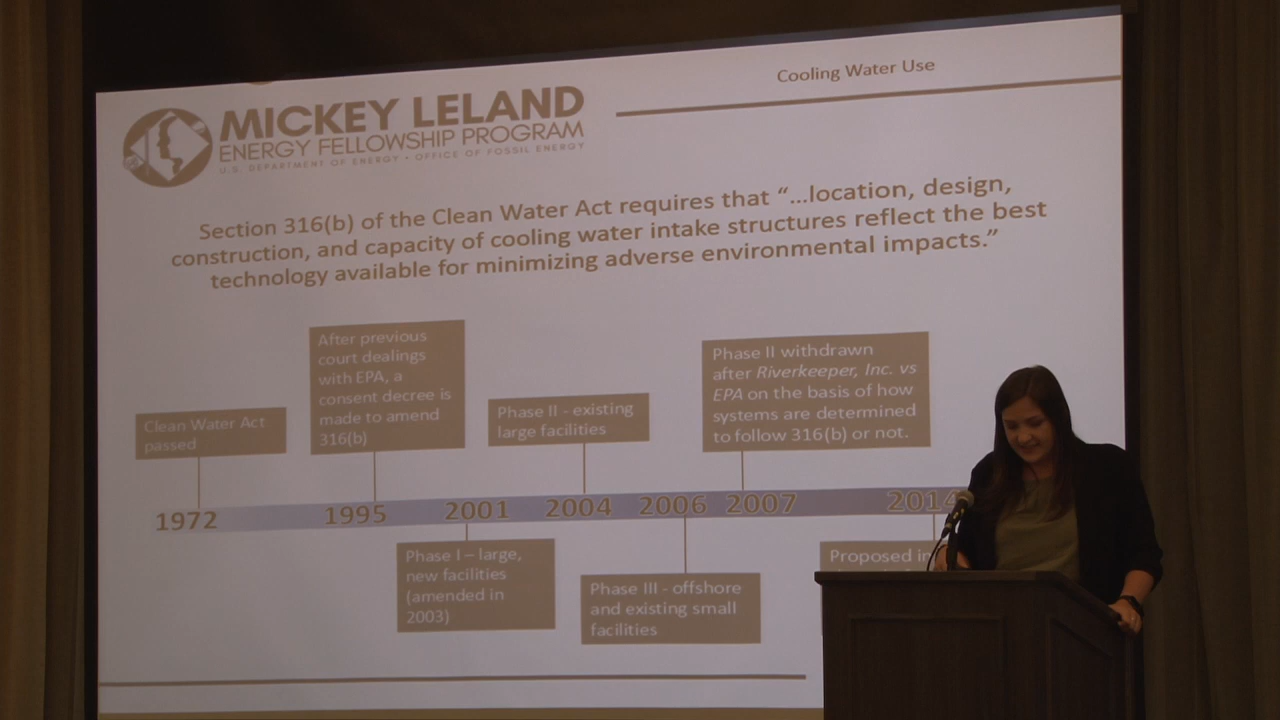 Cooling Water Use
MICKEY LELAND
ENERGY FELLOWSHIP PROGRAM
U.S. DEPARTMENT OF ENERGY • OFFICE OF FOSSIL ENERGY
Section 316(b) of the Clean Water Act requires that “...location, design,
construction, and capacity of cooling water intake structures reflect the best
technology available for minimizing adverse environmental impacts.”
Clean Water Act
passed
After previous
court dealings
with EPA, a
consent decree is
made to amend
316(b)
Phase II - existing
large facilities
Phase II withdrawn
after Riverkeeper, Inc. vs
EPA on the basis of how
systems are determined
to follow 316(b) or not.
1972 1995 2001 2004 2006 2007 2014
Phase I – large,
new facilities
(amended in
2003)
Phase III - offshore
and existing small
facilities
Proposed in